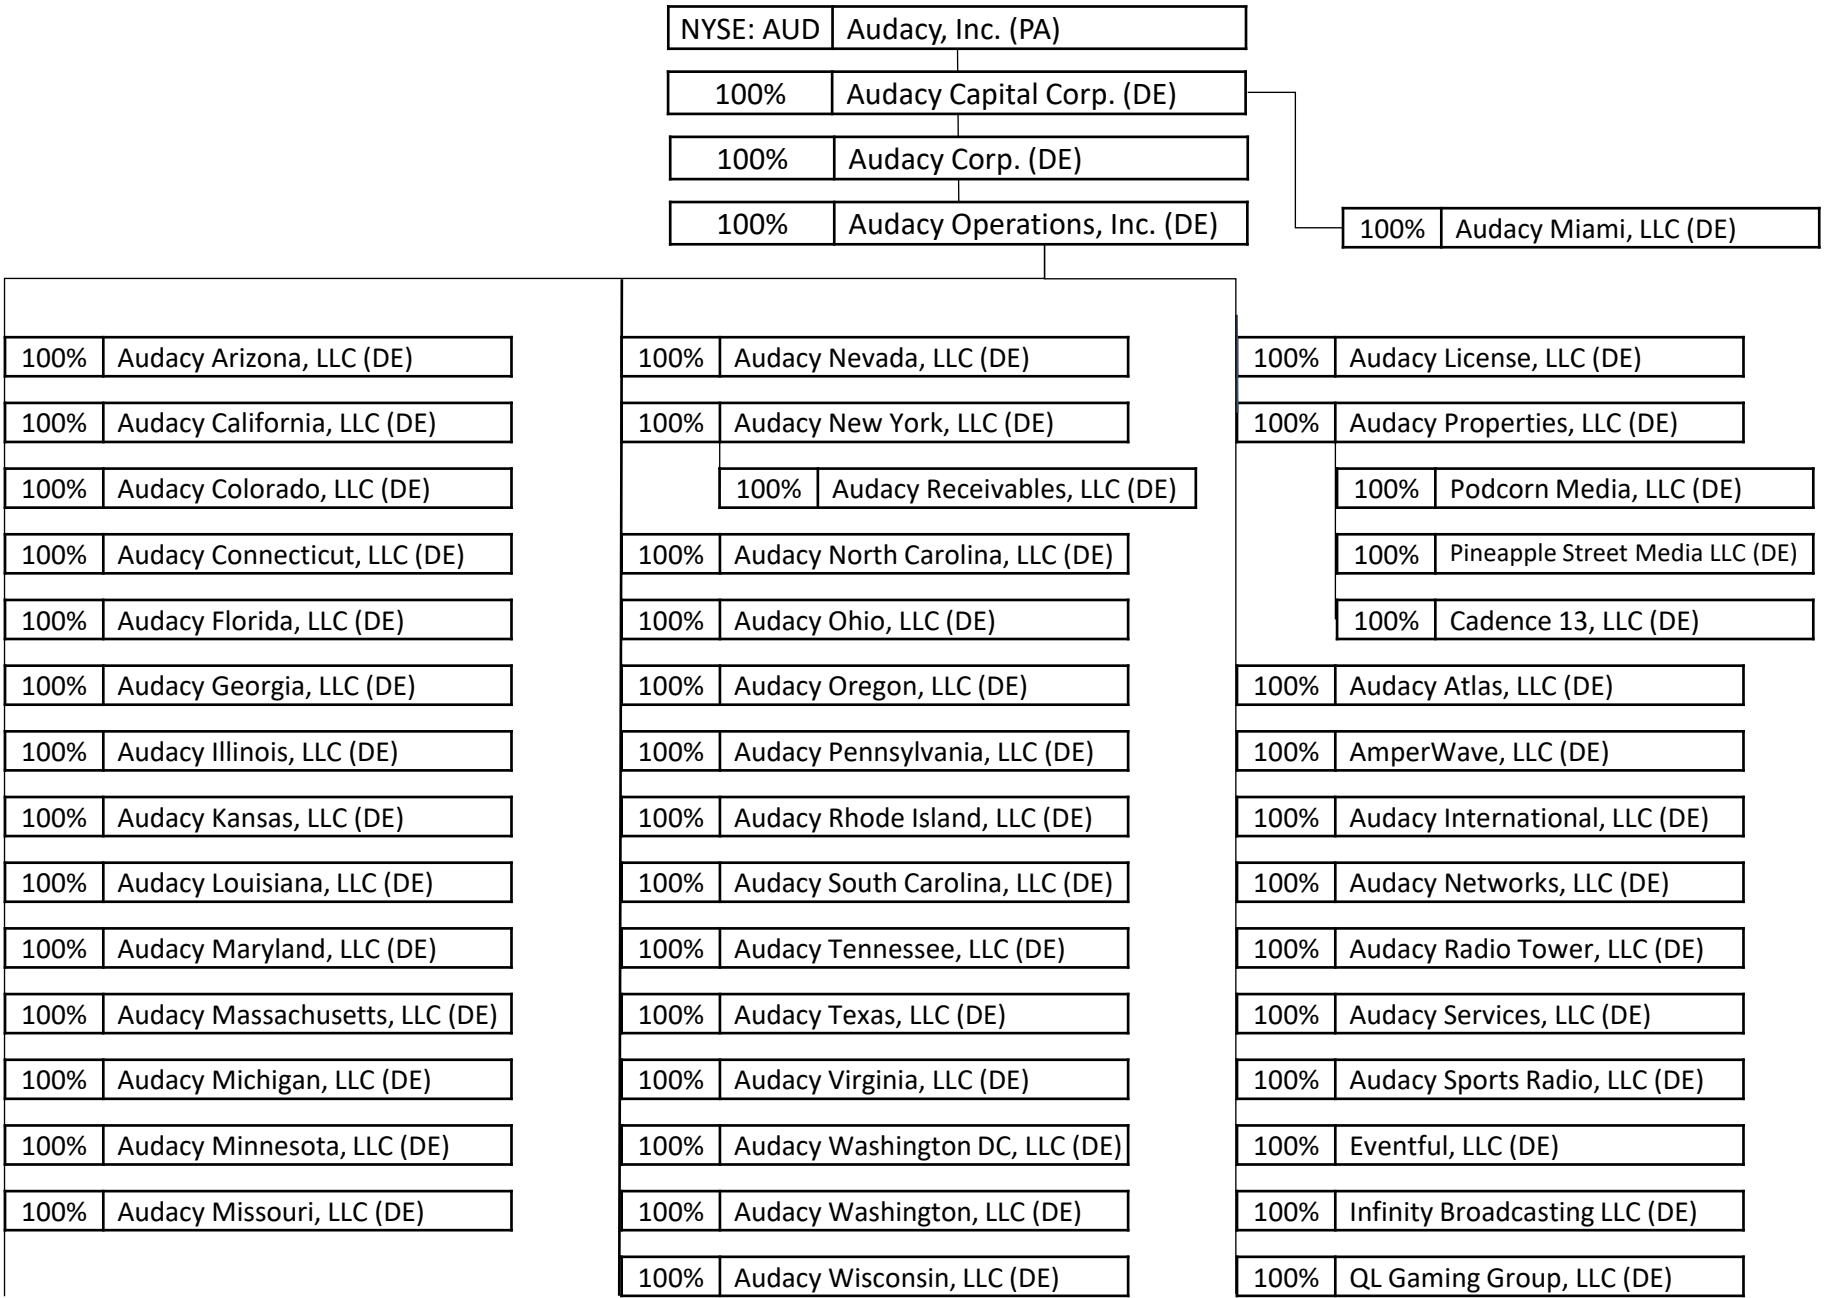 NYSE: AUD Audacy, Inc. (PA)
100% Audacy Capital Corp. (DE)
100% Audacy Corp. (DE)
100% Audacy Operations, Inc. (DE)
100% Audacy Miami, LLC (DE)
100% Audacy Arizona, LLC (DE)
100% Audacy California, LLC (DE)
100% Audacy Colorado, LLC (DE)
100% Audacy Connecticut, LLC (DE)
100% Audacy Florida, LLC (DE)
100% Audacy Georgia, LLC (DE)
100% Audacy Illinois, LLC (DE)
100% Audacy Kansas, LLC (DE)
100% Audacy Louisiana, LLC (DE)
100% Audacy Maryland, LLC (DE)
100% Audacy Massachusetts, LLC (DE)
100% Audacy Michigan, LLC (DE)
100% Audacy Minnesota, LLC (DE)
100% Audacy Missouri, LLC (DE)
100% Audacy Nevada, LLC (DE)
100% Audacy New York, LLC (DE)
100% Audacy Receivables, LLC (DE)
100% Audacy North Carolina, LLC (DE)
100% Audacy Ohio, LLC (DE)
100% Audacy Oregon, LLC (DE)
100% Audacy Pennsylvania, LLC (DE)
100% Audacy Rhode Island, LLC (DE)
100% Audacy South Carolina, LLC (DE)
100% Audacy Tennessee, LLC (DE)
100% Audacy Texas, LLC (DE)
100% Audacy Virginia, LLC (DE)
100% Audacy Washington DC, LLC (DE)
100% Audacy Washington, LLC (DE)
100% Audacy Wisconsin, LLC (DE)
100% Audacy License, LLC (DE)
100% Audacy Properties, LLC (DE)
100% Podcorn Media, LLC (DE)
100% Pineapple Street Media LLC (DE)
100% Cadence 13, LLC (DE)
100% Audacy Atlas, LLC (DE)
100% AmperWave, LLC (DE)
100% Audacy International, LLC (DE)
100% Audacy Networks, LLC (DE)
100% Audacy Radio Tower, LLC (DE)
100% Audacy Services, LLC (DE)
100% Audacy Sports Radio, LLC (DE)
100% Eventful, LLC (DE)
100% Infinity Broadcasting LLC (DE)
100% QL Gaming Group, LLC (DE)